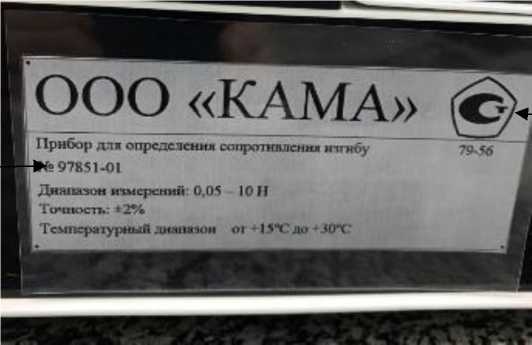 ООО «КАМА»
79-56
Прибор для определения сопротивления изгибу
№ 97851-01
Диапазон измерений: 0,05 – 10 Н
Точность: ±2%
Температурный диапазон от +15°С до +30°С